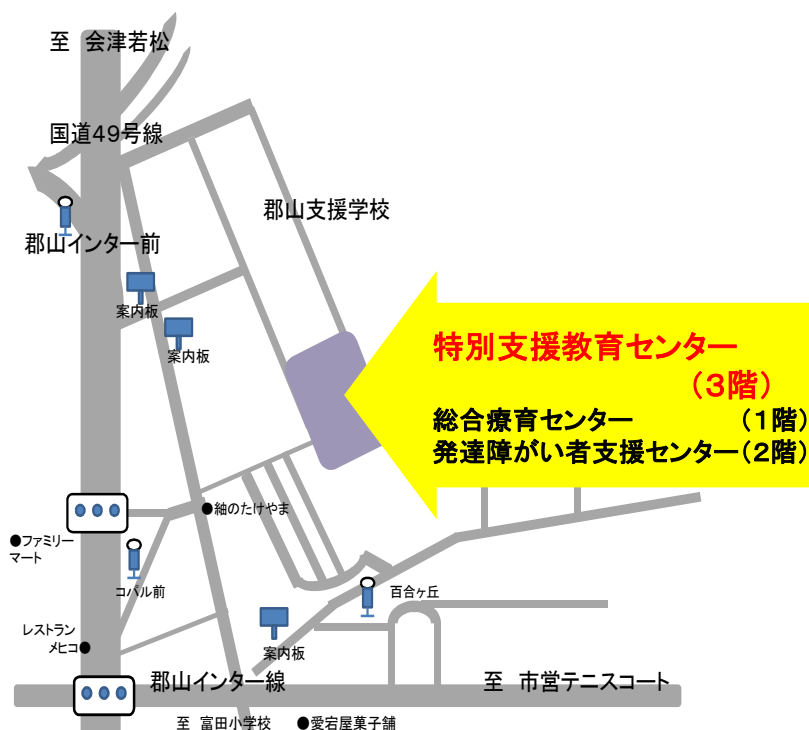 至 会津若松
国道49号線
郡山支援学校
郡山インター前
案内板
案内板
特別支援教育センター
(3階)
総合療育センター (1階)
発達障がい者支援センター(2階)
●紬のたけやま
●ファミリー
マート
コパル前
百合ヶ丘
レストラン
メヒコ●
案内板
郡山インター線
至 市営テニスコート
至 富田小学校 ●愛宕屋菓子舗